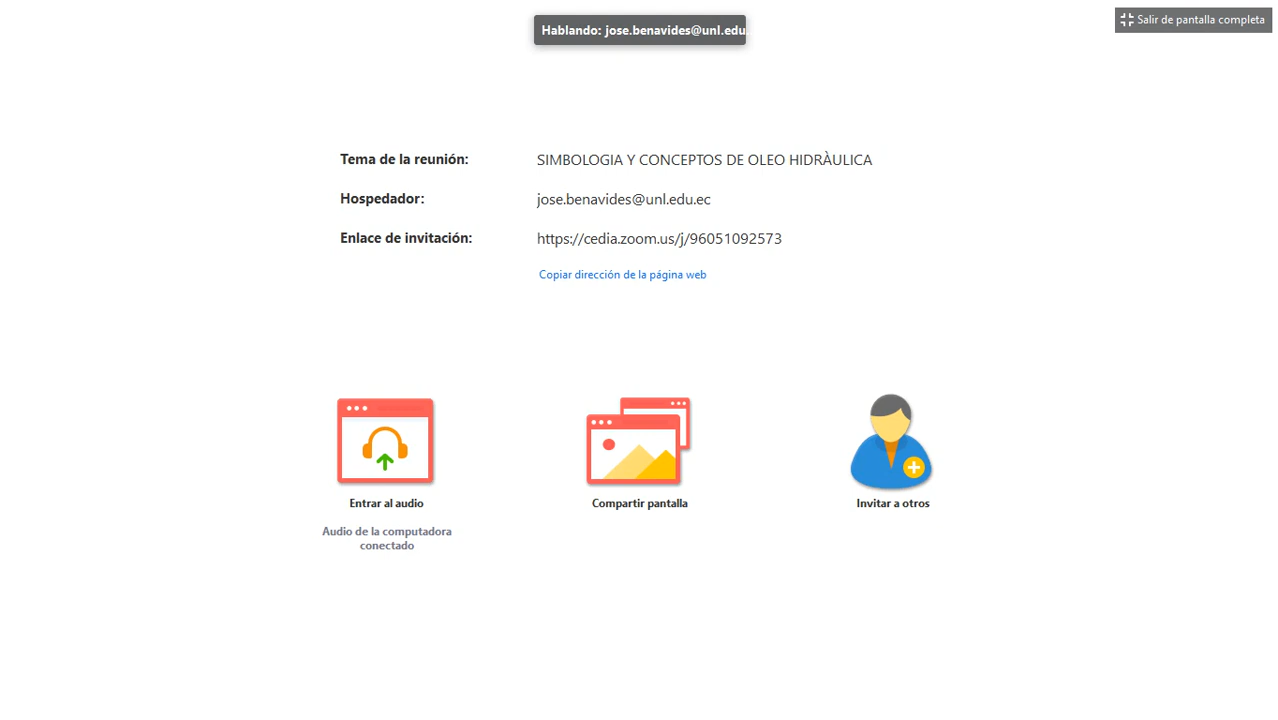 Hablando: jose.benavides@unl.edu.
Salir de pantalla completa
Tema de la reunión: SIMBOLOGIA Y CONCEPTOS DE OLEO HIDRÀULICA
Hospedador: jose.benavides@unl.edu.ec
Enlace de invitación: https://cedia.zoom.us/j/96051092573
Copiar dirección de la página web
Entrar al audio
Audio de la computadora
conectado
Compartir pantalla
Invitar a otros